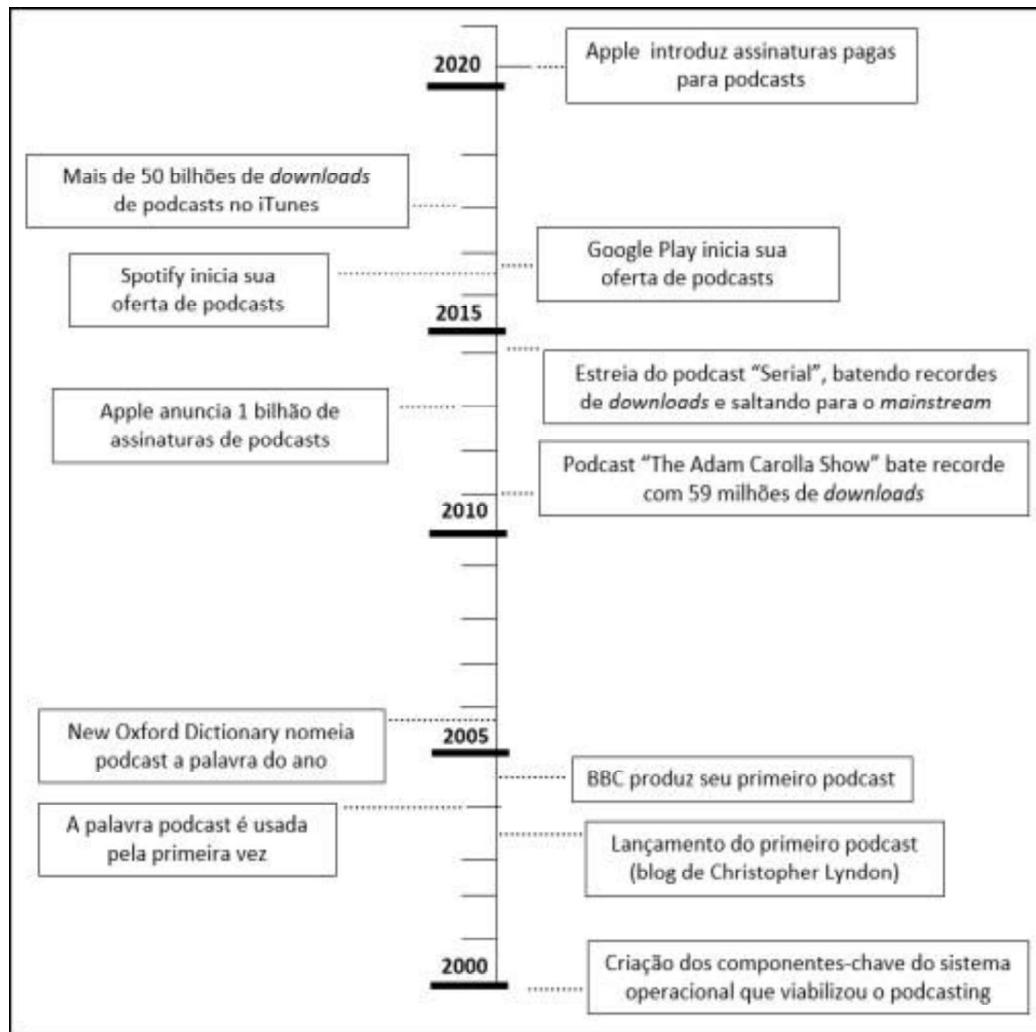 2020
Apple introduz assinaturas pagas
para podcasts
Mais de 50 bilhões de downloads
de podcasts no iTunes
Google Play inicia sua
oferta de podcasts
Spotify inicia sua
oferta de podcasts
2015
Estreia do podcast “Serial”, batendo recordes
de downloads e saltando para o mainstream
Apple anuncia 1 bilhão de
assinaturas de podcasts
Podcast “The Adam Carolla Show” bate recorde
com 59 milhões de downloads
2010
New Oxford Dictionary nomeia
podcast a palavra do ano
2005
BBC produz seu primeiro podcast
A palavra podcast é usada
pela primeira vez
Lançamento do primeiro podcast
(blog de Christopher Lyndon)
2000
Criação dos componentes-chave do sistema
operacional que viabilizou o podcasting